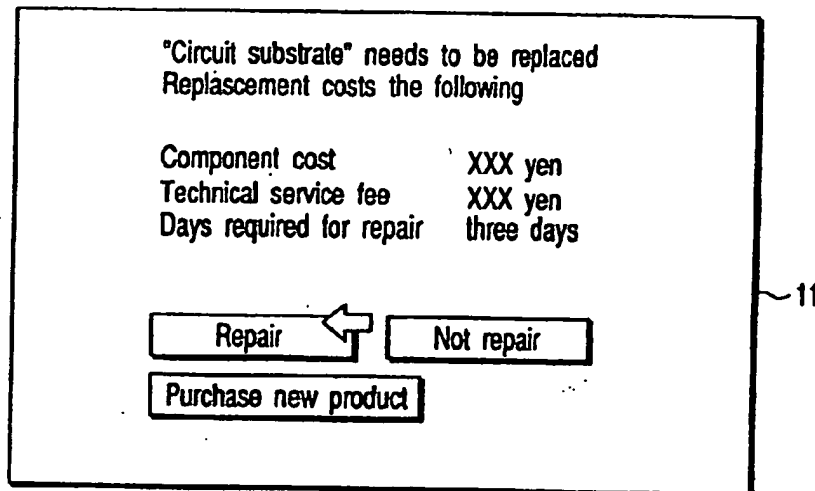 "Circuit substrate" needs to be replaced
Replascement costs the following
Component cost XXX yen
Technical service fee XXX yen
Days required for repair three days
11
Repair Not repair
Purchase new product